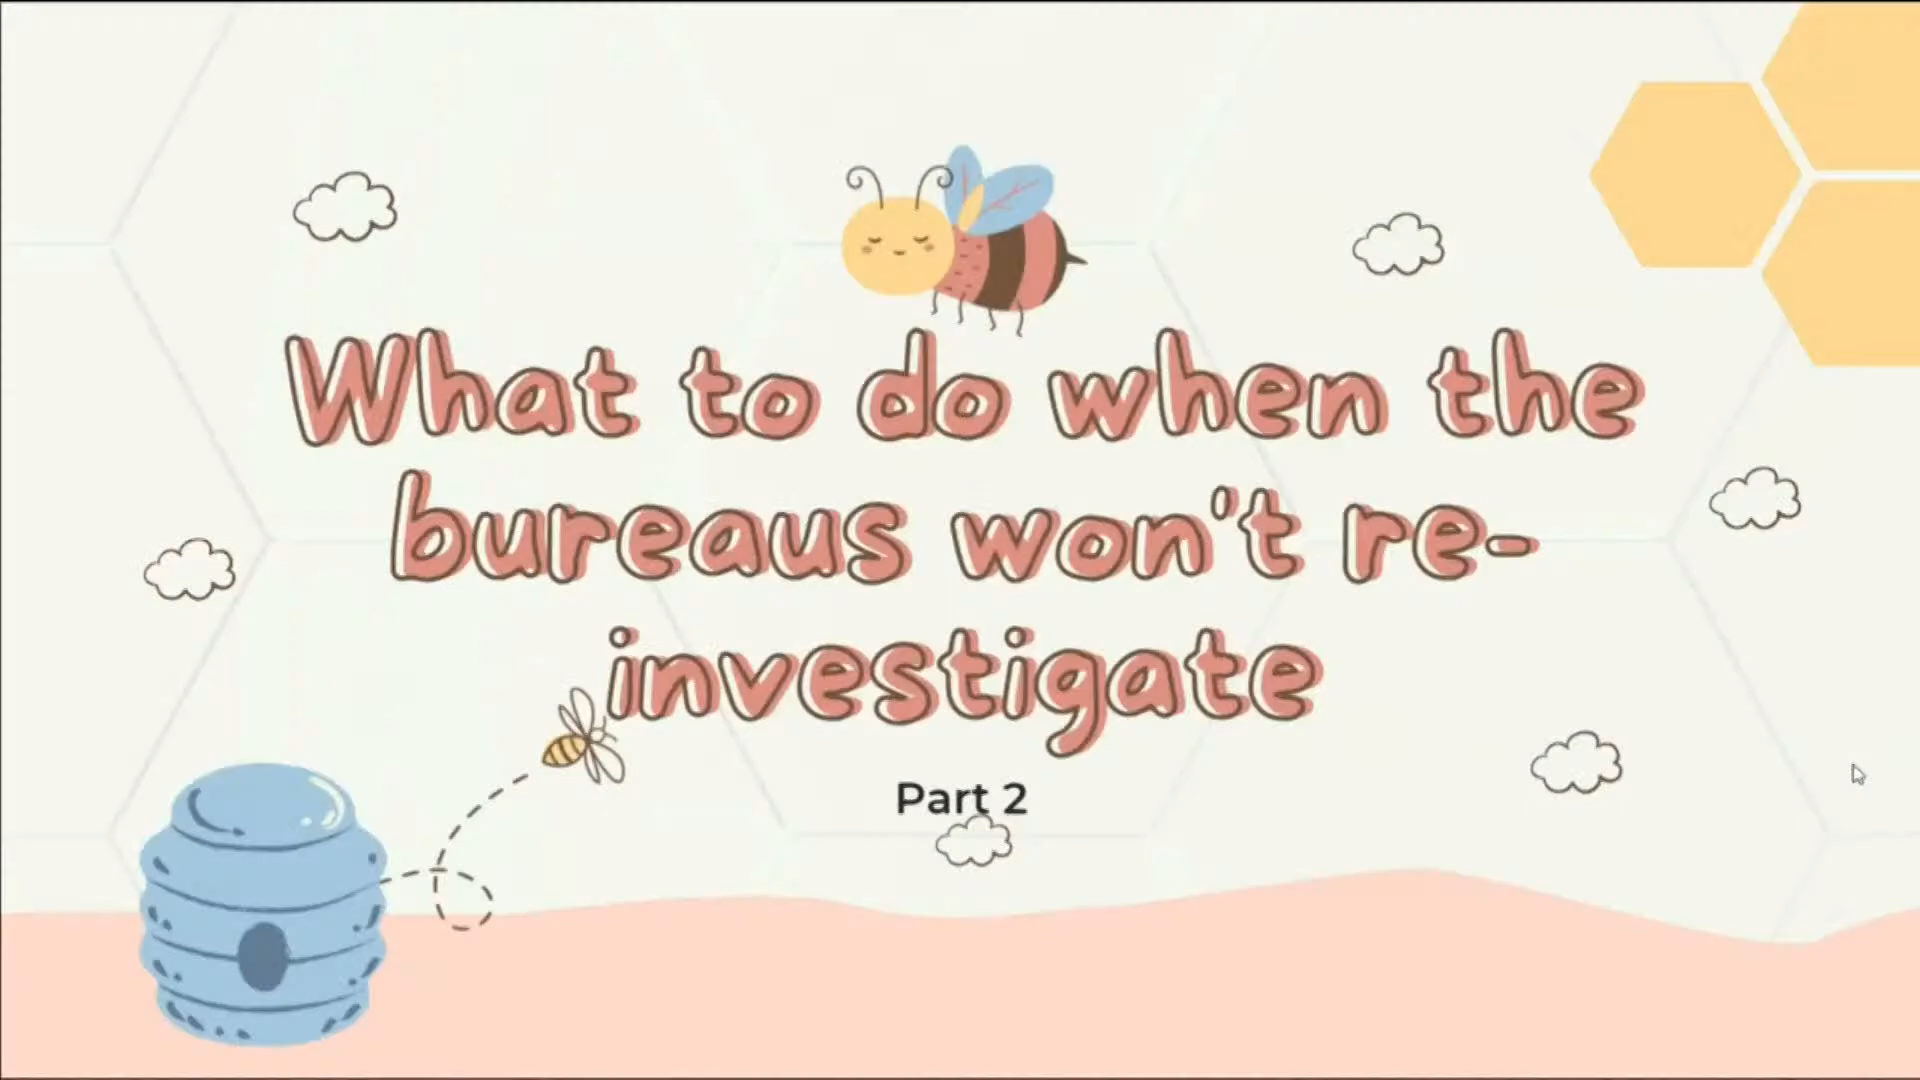 What to do when the
bureaus won't re-
investigate
Part 2